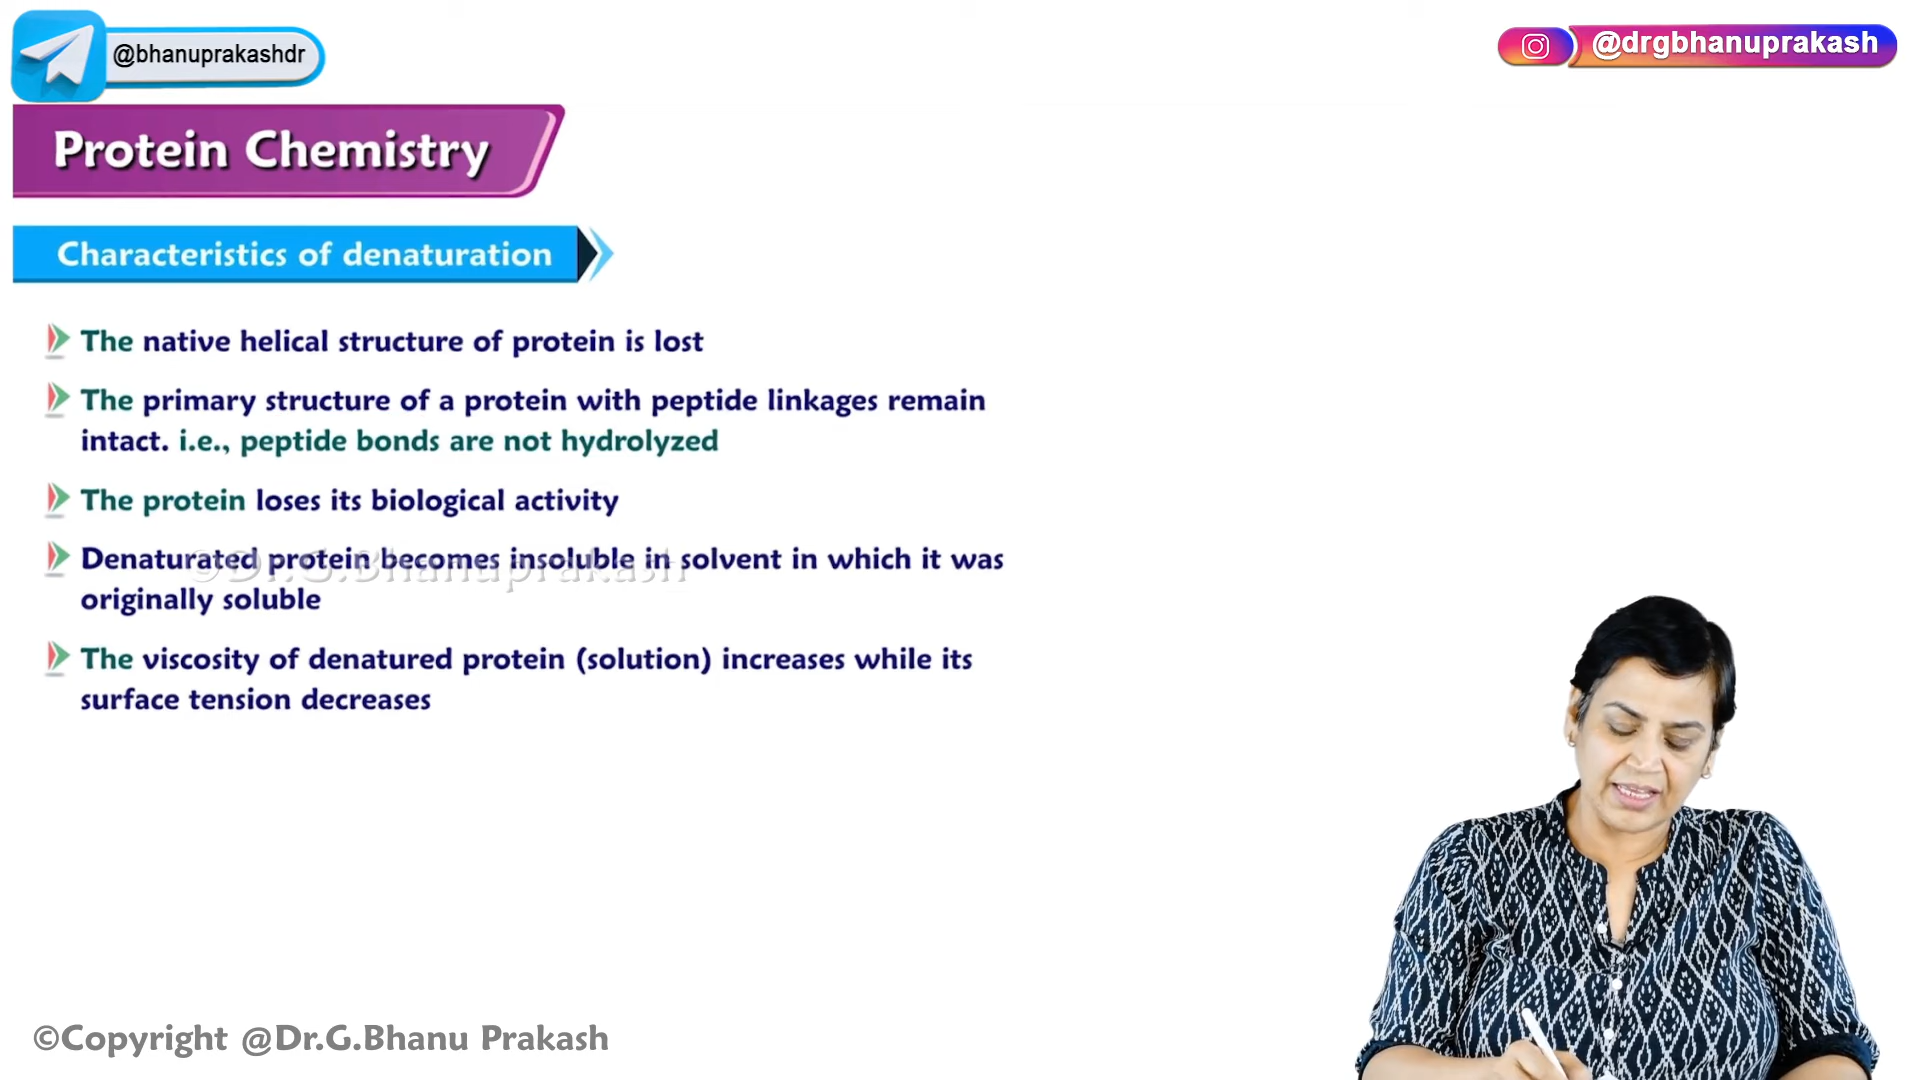 @bhanuprakashdr
@drgbhanuprakash
Protein Chemistry
Characteristics of denaturation
The native helical structure of protein is lost
The primary structure of a protein with peptide linkages remain
intact. i.e., peptide bonds are not hydrolyzed
The protein loses its biological activity
Denaturated protein becomes insoluble in solvent in which it was
originally soluble
©Dr.G.Bhanuprakash
The viscosity of denatured protein (solution) increases while its
surface tension decreases
©Copyright @Dr.G.Bhanu Prakash